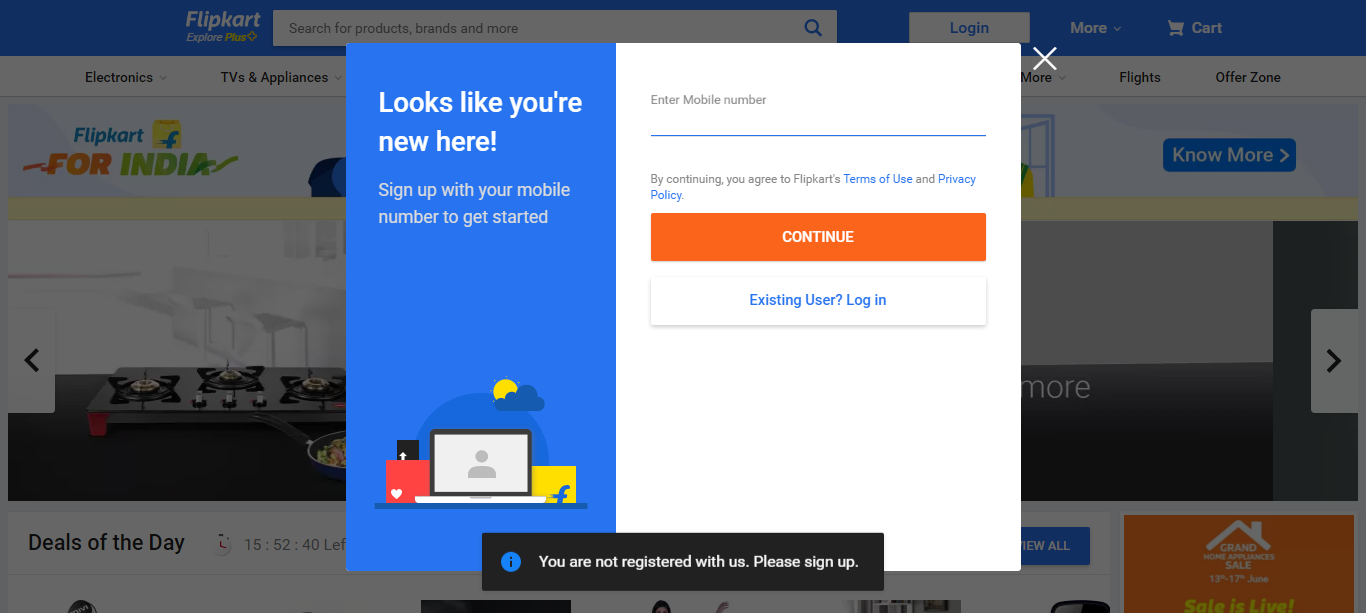 Flipkart
Explore Plus
Search for products, brands and more
Login
More
Cart
Electronics
TVs & Appliances
More
Flights
Offer Zone
Flipkart
FOR INDIA
Know More
Looks like you're
new here!
Sign up with your mobile
number to get started
Enter Mobile number
By continuing, you agree to Flipkart's Terms of Use and Privacy
Policy.
CONTINUE
Existing User? Log in
more
Deals of the Day
15 : 52 : 40 Lef
VIEW ALL
You are not registered with us. Please sign up.
GRAND
HOME APPLIANCES
SALE
13th-17th June
Sale is Live!